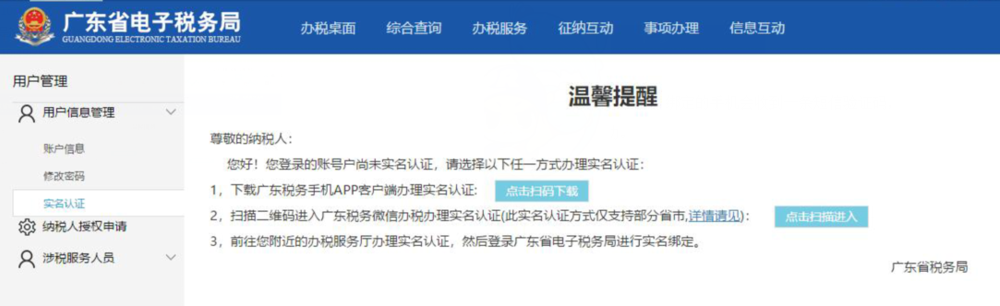 广东省电子税务局
GUANGDONG ELECTRONIC TAXATION BUREAU
办税桌面 综合查询 办税服务 征纳互动 事项办理 信息互动
用户管理
用户信息管理
账户信息
修改密码
实名认证
纳税人授权申请
涉税服务人员
温馨提醒
尊敬的纳税人：
您好！您登录的账号户尚未实名认证，请选择以下任一方式办理实名认证：
1，下载广东税务手机APP客户端办理实名认证: 点击扫码下载
2，扫描二维码进入广东税务微信办税办理实名认证(此实名认证方式仅支持部分省市,详情请见)： 点击扫描进入
3，前往您附近的办税服务厅办理实名认证，然后登录广东省电子税务局进行实名绑定。
广东省税务局